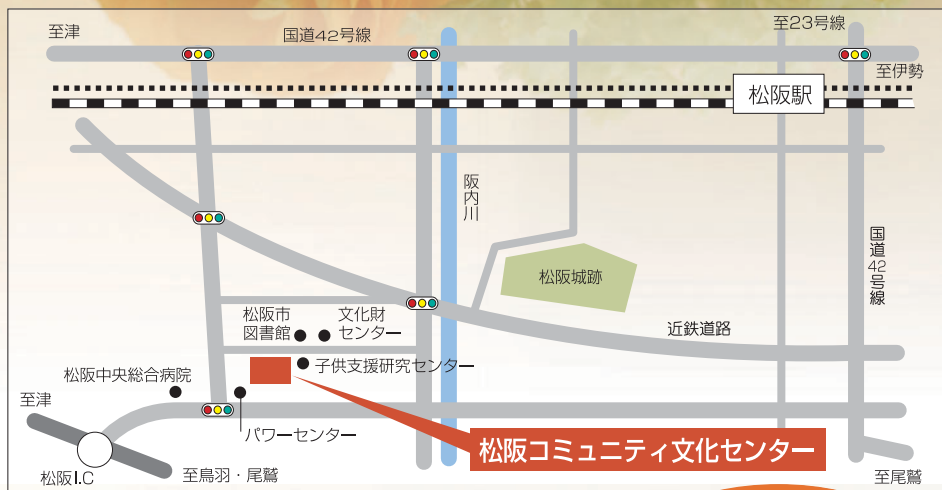 至津
国道42号線
至23号線
至伊勢
松阪駅
阪内川
国道42号線
松阪城跡
松阪市
図書館
文化財
センター
近鉄道路
子供支援研究センター
松阪中央総合病院
至津
パワーセンター
松阪コミュニティ文化センター
松阪I.C
至鳥羽・尾鷲
至尾鷲